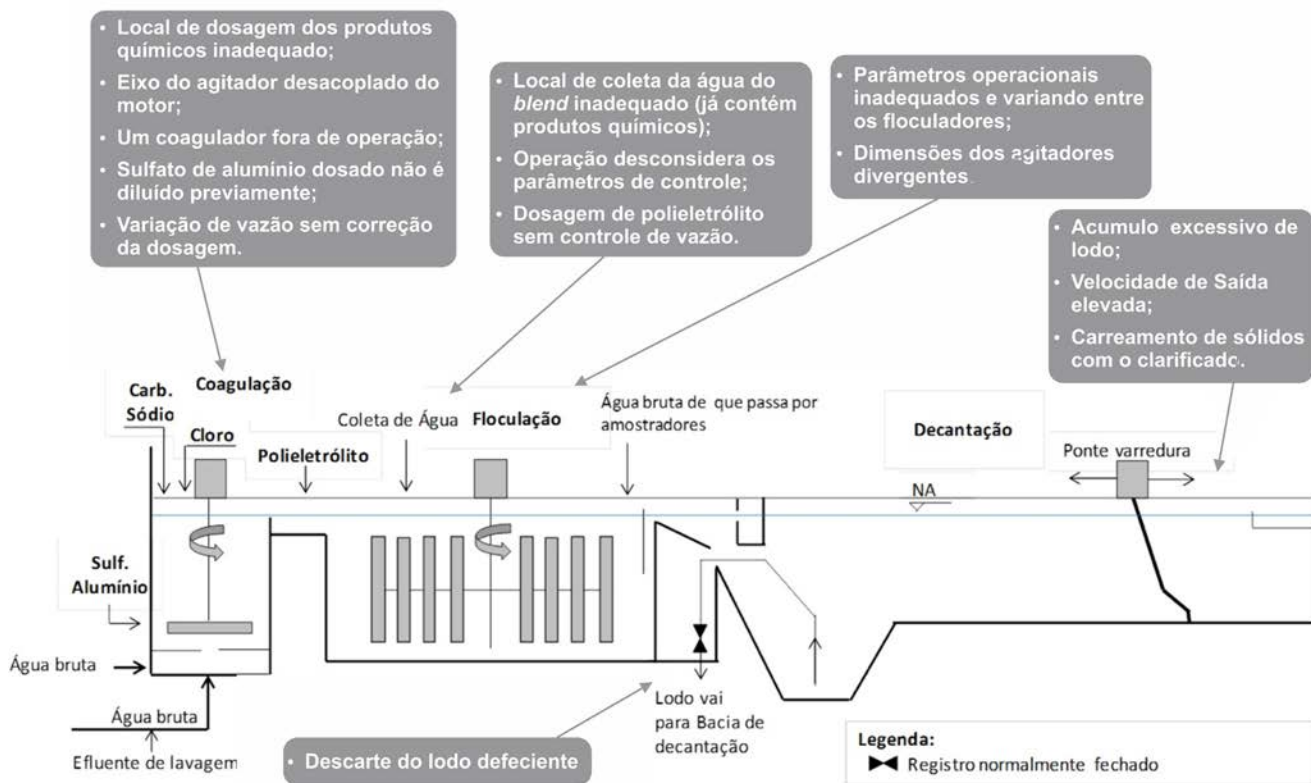 • Local de dosagem dos produtos
químicos inadequado;
• Eixo do agitador desacoplado do
motor;
• Um coagulador fora de operação;
• Sulfato de alumínio dosado não é
diluído previamente;
• Variação de vazão sem correção
da dosagem.
• Local de coleta da água do
blend inadequado (já contém
produtos químicos);
• Operação desconsidera os
parâmetros de controle;
• Dosagem de polieletrólito
sem controle de vazão.
• Parâmetros operacionais
inadequados e variando entre
os floculadores;
• Dimensões dos agitadores
divergentes.
• Acumulo excessivo de
lodo;
• Velocidade de Saída
elevada;
• Carreamento de sólidos
com o clarificado.
Carb.
Sódio
Coagulação
Cloro
Polieletrólito
Coleta de Água
Floculação
Água bruta de que passa por
amostradores
Decantação
Ponte varredura
NA
Sulf.
Alumínio
Água bruta
Água bruta
Efluente de lavagem
Lodo vai
para Bacia de
decantação
• Descarte do lodo defeciente
Legenda:
Registro normalmente fechado